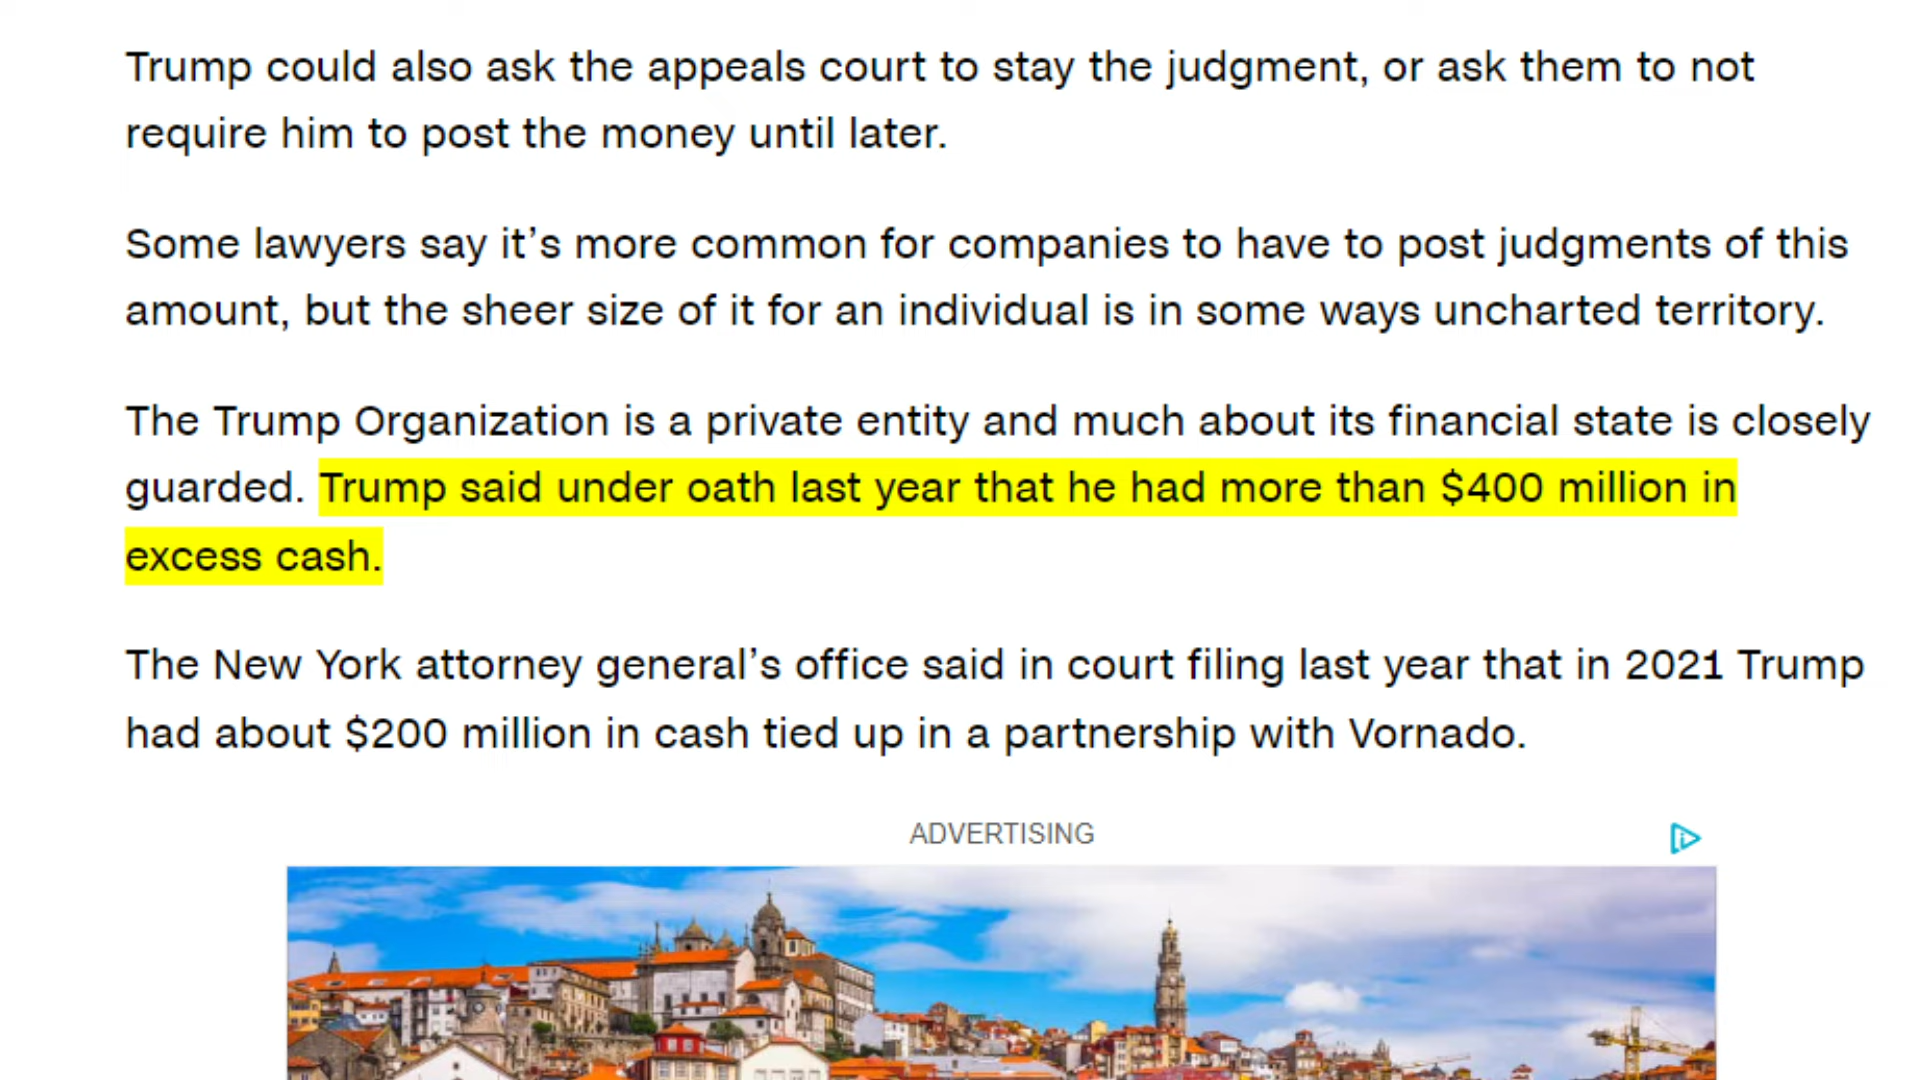 Trump could also ask the appeals court to stay the judgment, or ask them to not
require him to post the money until later.
Some lawyers say it’s more common for companies to have to post judgments of this
amount, but the sheer size of it for an individual is in some ways uncharted territory.
The Trump Organization is a private entity and much about its financial state is closely
guarded. Trump said under oath last year that he had more than $400 million in
excess cash.
The New York attorney general’s office said in court filing last year that in 2021 Trump
had about $200 million in cash tied up in a partnership with Vornado.
ADVERTISING